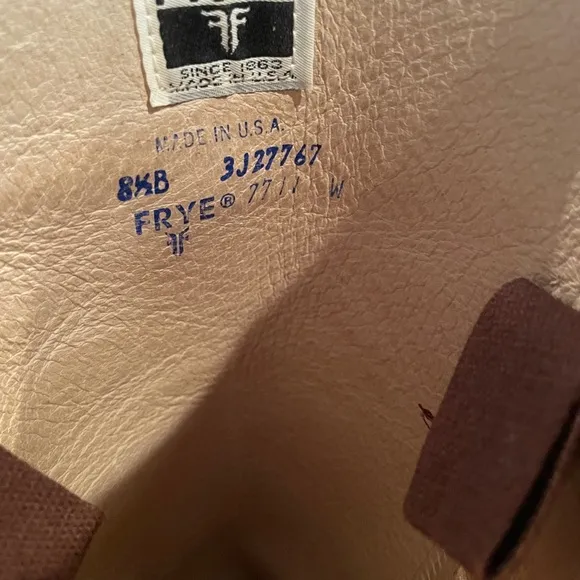 SINCE 1863
MADE IN U.S.A.
MADE IN U.S.A.
8½B 3J27767
FRYE® 7711 W